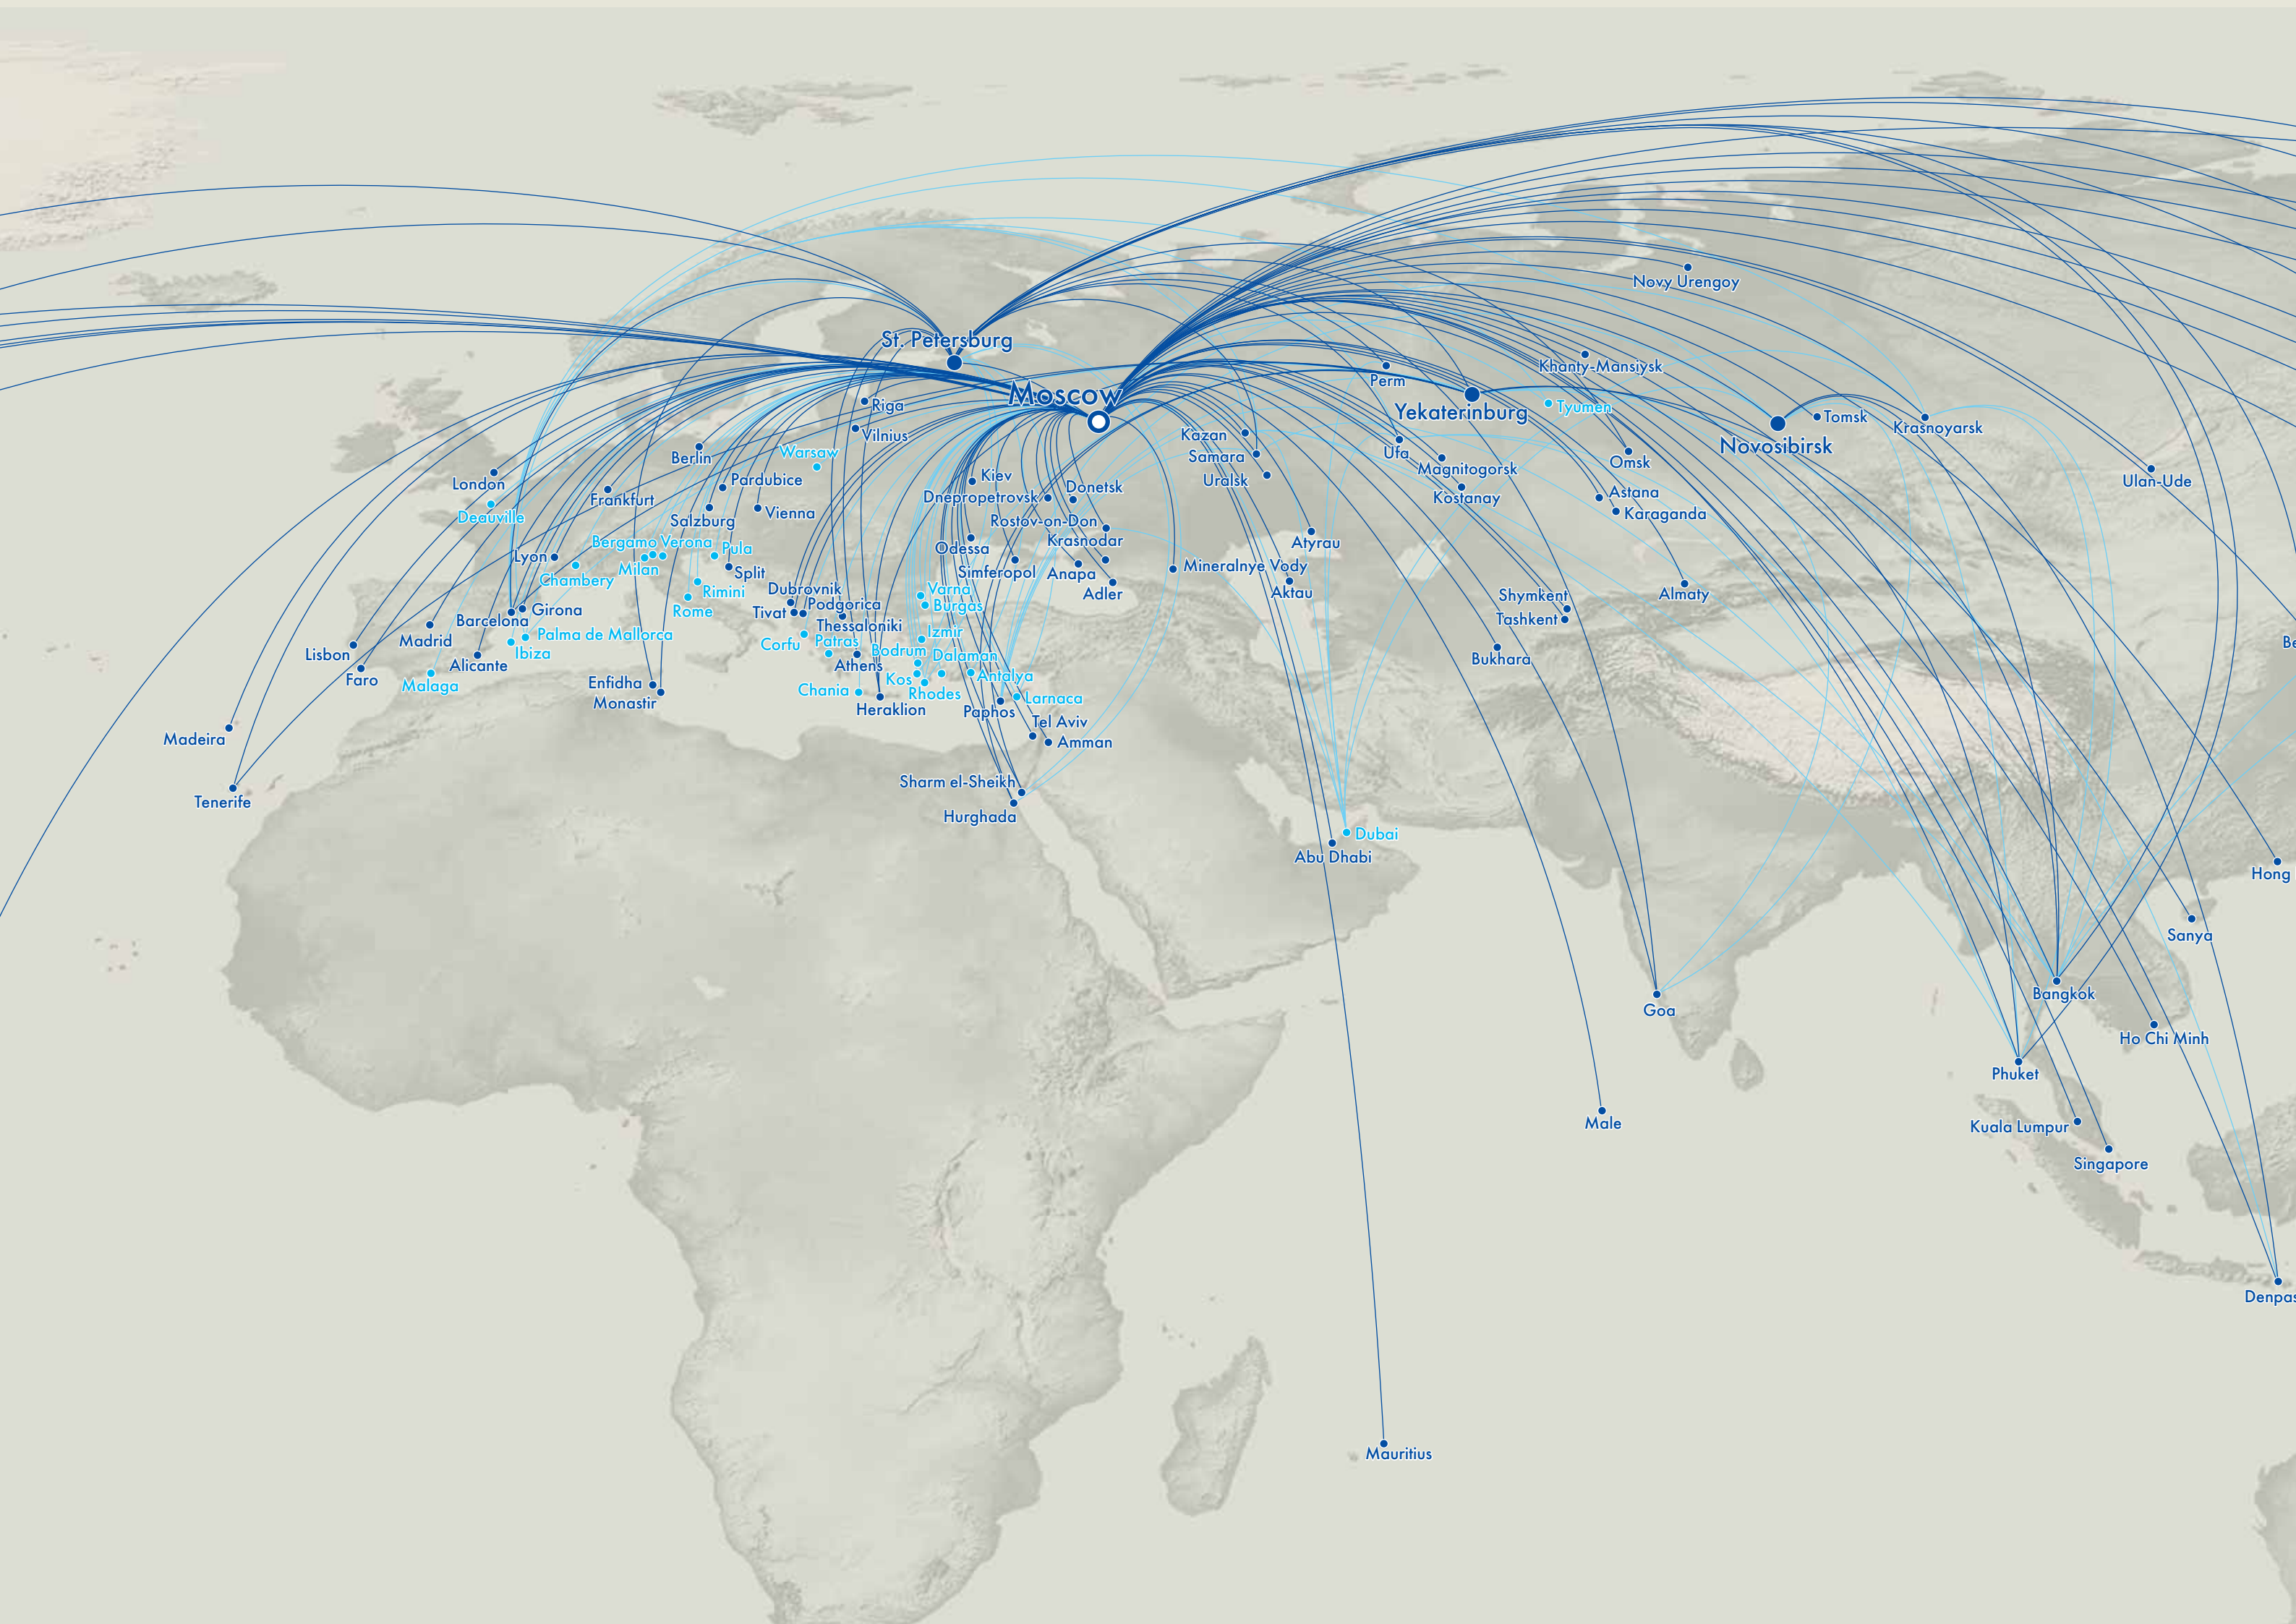 Novy Urengoy
St. Petersburg
Khanty-Mansiysk
Perm
Moscow
Riga
Yekaterinburg
Tyumen
Tomsk
Krasnoyarsk
Vilnius
Kazan
Novosibirsk
Warsaw
Berlin
Samara
Ufa
Omsk
Magnitogorsk
London
Kiev
Uralsk
Ulan-Ude
Pardubice
Donetsk
Frankfurt
Dnepropetrovsk
Kostanay
Astana
Deauville
Salzburg
Vienna
Rostov-on-Don
Karaganda
Krasnodar
Bergamo
Verona
Pula
Odessa
Atyrau
Lyon
Milan
Split
Simferopol
Anapa
Mineralnye Vody
Chambery
Rimini
Dubrovnik
Varna
Adler
Aktau
Shymkent
Almaty
Rome
Podgorica
Burgas
Girona
Tivat
Tashkent
Barcelona
Thessaloniki
Palma de Mallorca
Izmir
Madrid
Corfu
Patras
Lisbon
Ibiza
Bodrum
Dalaman
Bukhara
Be
Alicante
Athens
Faro
Malaga
Enfidha
Kos
Antalya
Chania
Rhodes
Larnaca
Monastir
Heraklion
Paphos
Tel Aviv
Madeira
Amman
Sharm el-Sheikh
Tenerife
Hurghada
Dubai
Abu Dhabi
Hong
Sanya
Bangkok
Goa
Ho Chi Minh
Phuket
Male
Kuala Lumpur
Singapore
Denpas
Mauritius